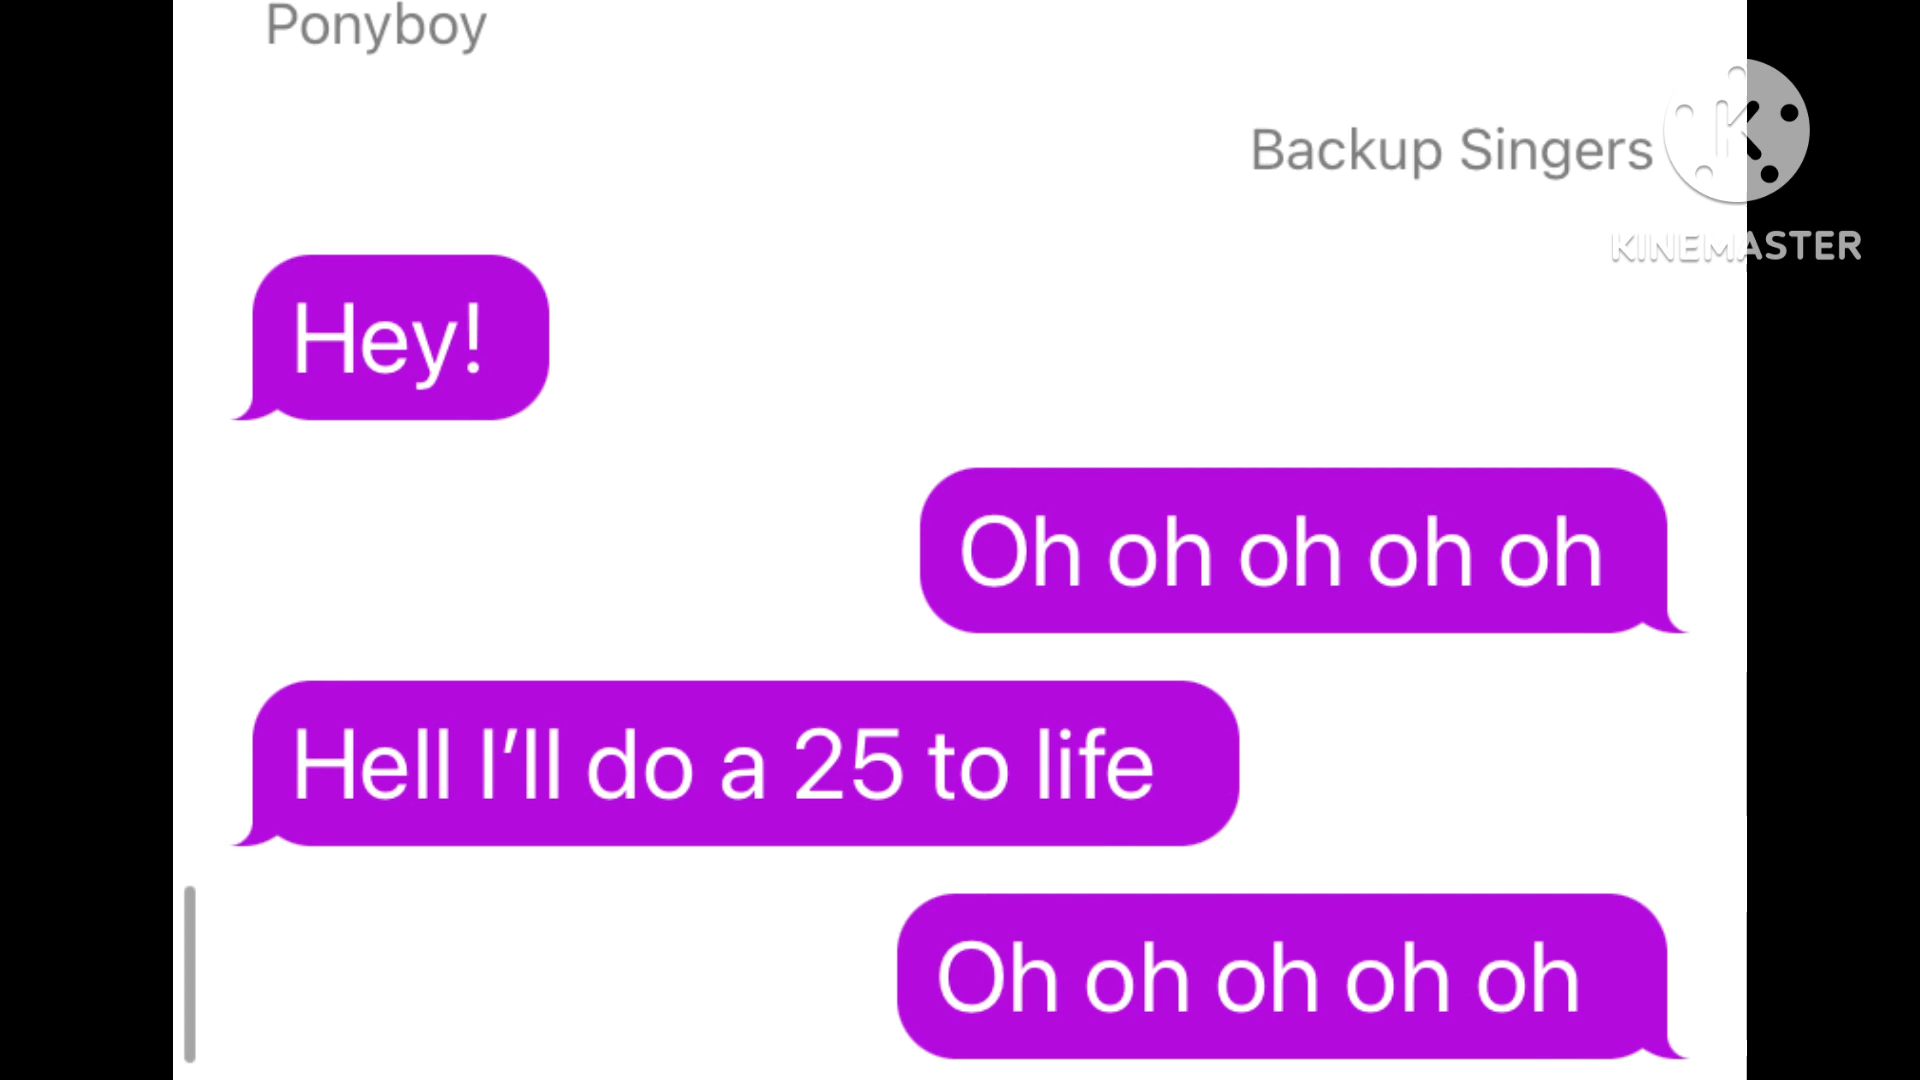 Ponyboy
Backup Singers
K
KINEMASTER
Hey!
Oh oh oh oh oh
Hell I’ll do a 25 to life
Oh oh oh oh oh